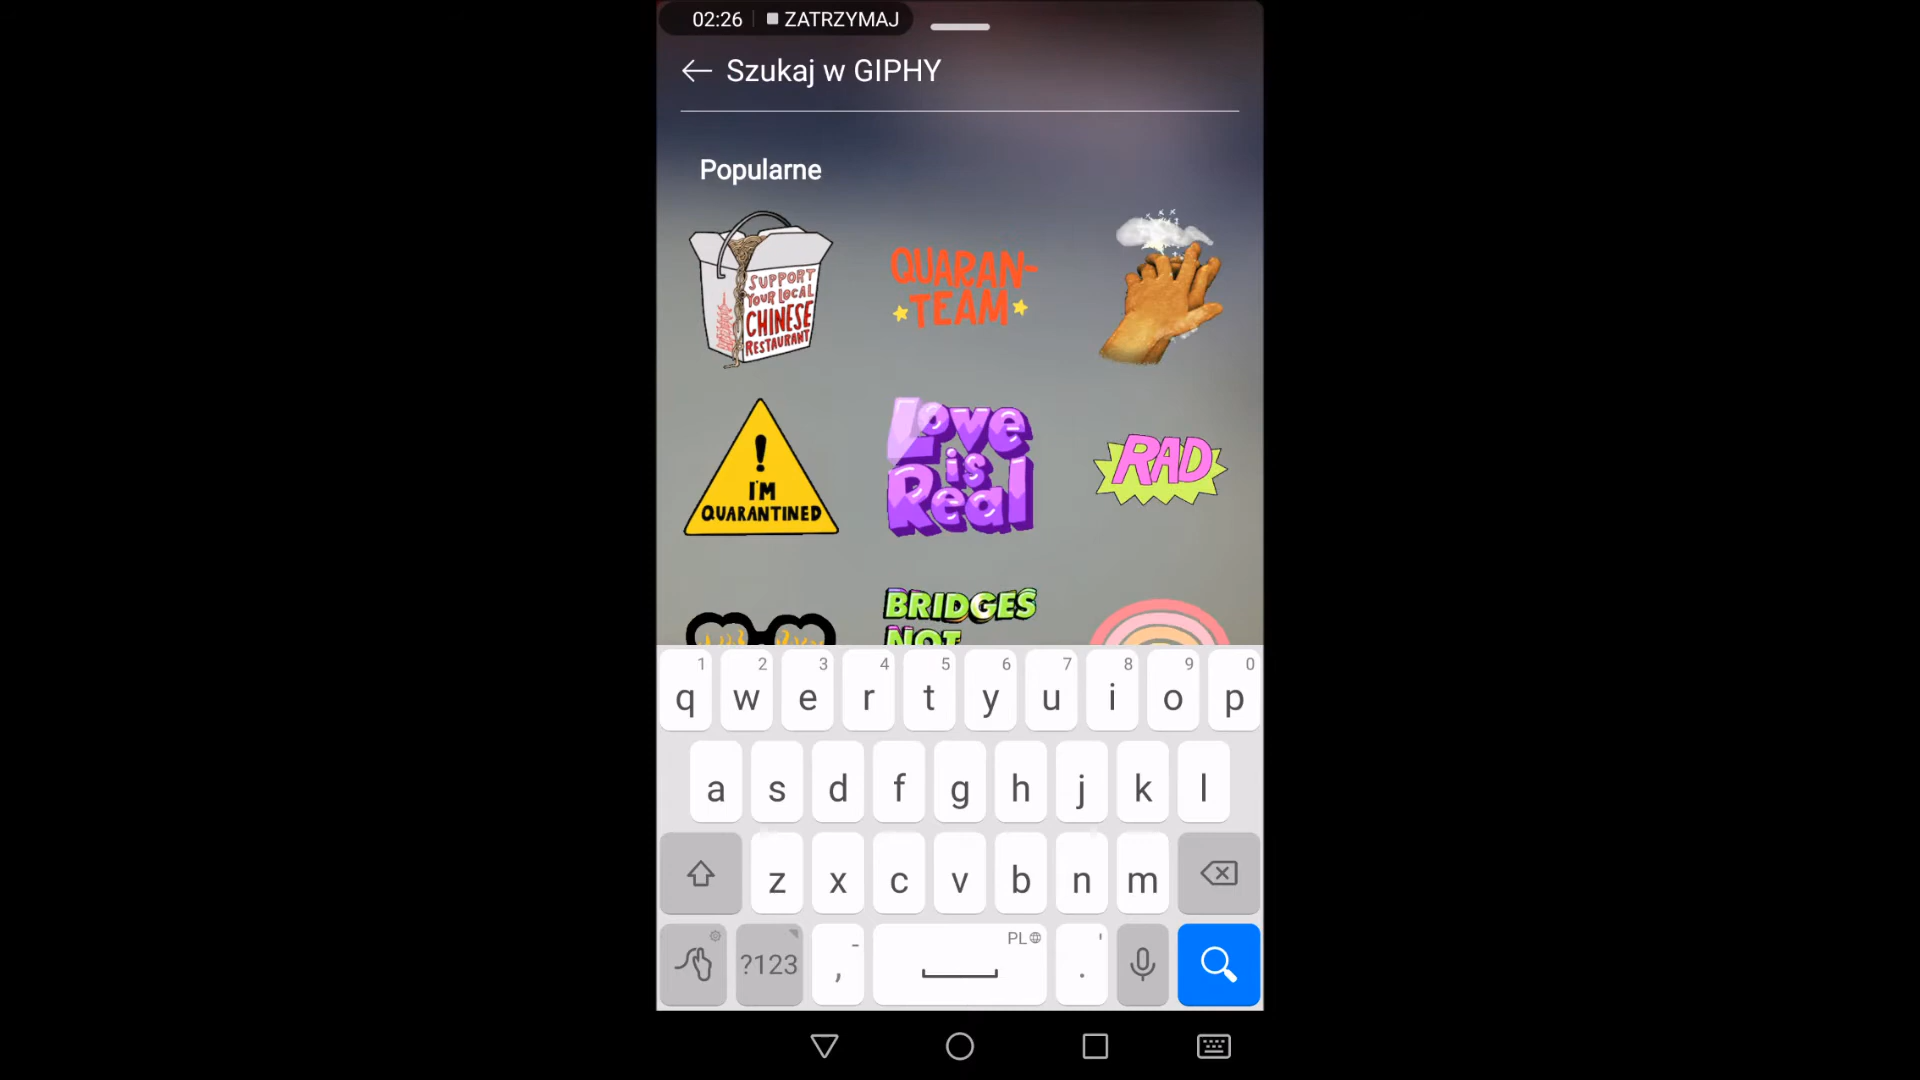 02:26 ZATRZYMAJ
Szukaj w GIPHY
Popularne
SUPPORT
YOUR LOCAL
CHINESE
RESTAURANT
QUARAN-
TEAM
!
I'M
QUARANTINED
Love
is
Real
RAD
BRIDGES
NOT
1 2 3 4 5 6 7 8 9 0
q w e r t y u i o p
a s d f g h j k l
z x c v b n m
?123 , - PL . '